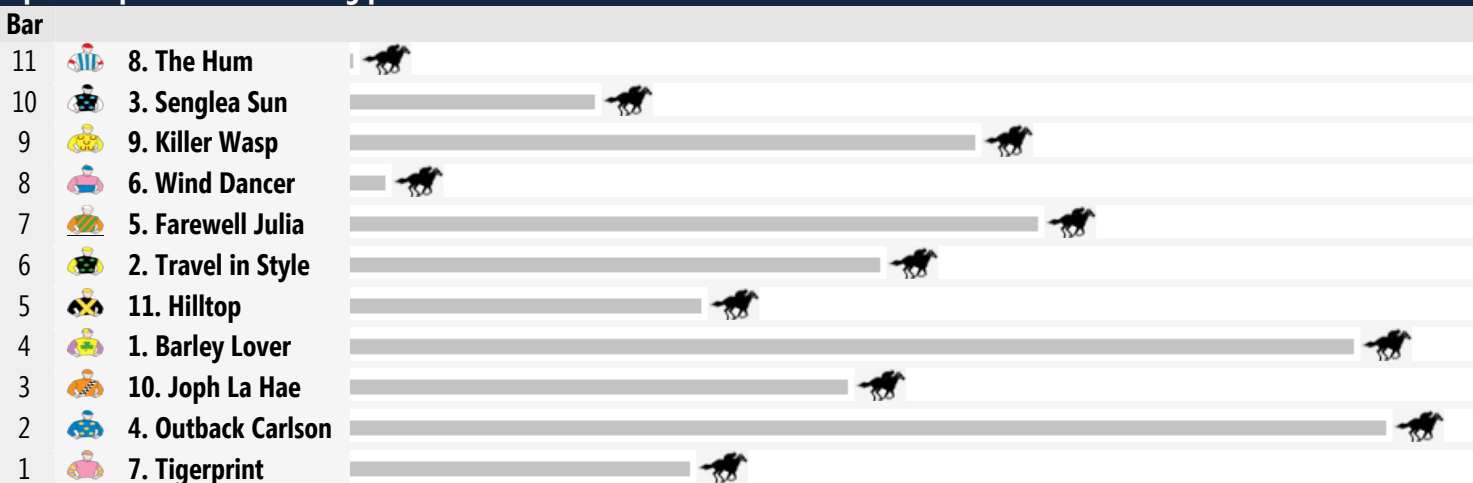 Bar
11 8. The Hum
10 3. Senglea Sun
9 9. Killer Wasp
8 6. Wind Dancer
7 5. Farewell Julia
6 2. Travel in Style
5 11. Hilltop
4 1. Barley Lover
3 10. Joph La Hae
2 4. Outback Carlson
1 7. Tigerprint